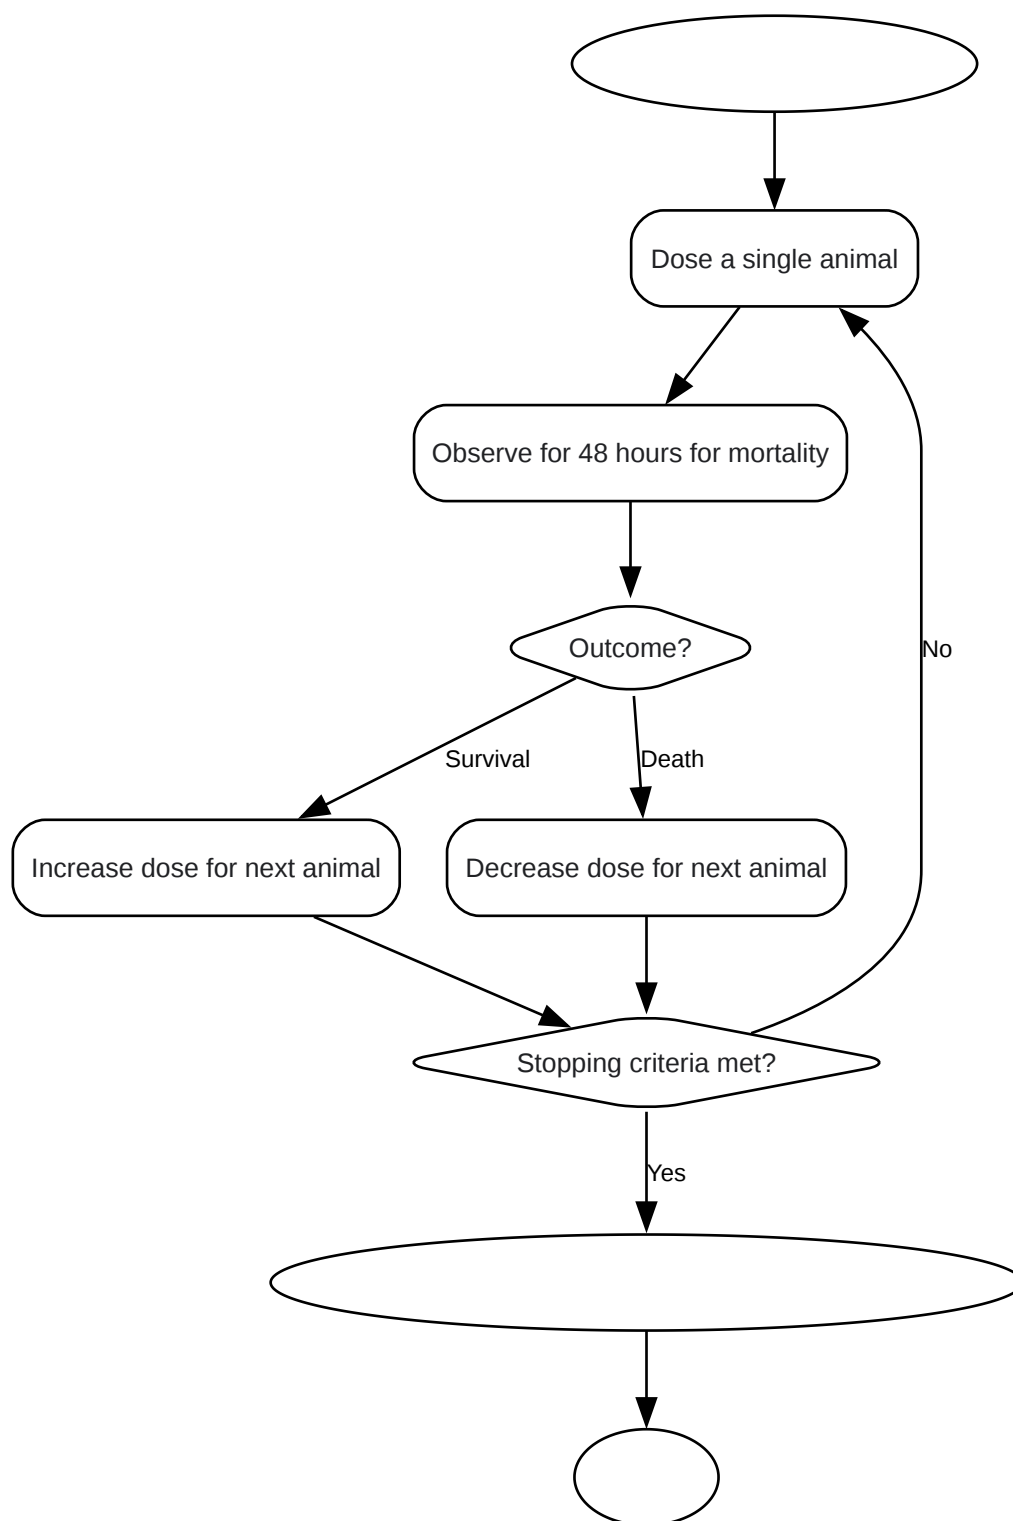 Dose a single animal
Observe for 48 hours for mortality
No
Outcome?
Survival
Death
Increase dose for next animal
Decrease dose for next animal
Stopping criteria met?
Yes